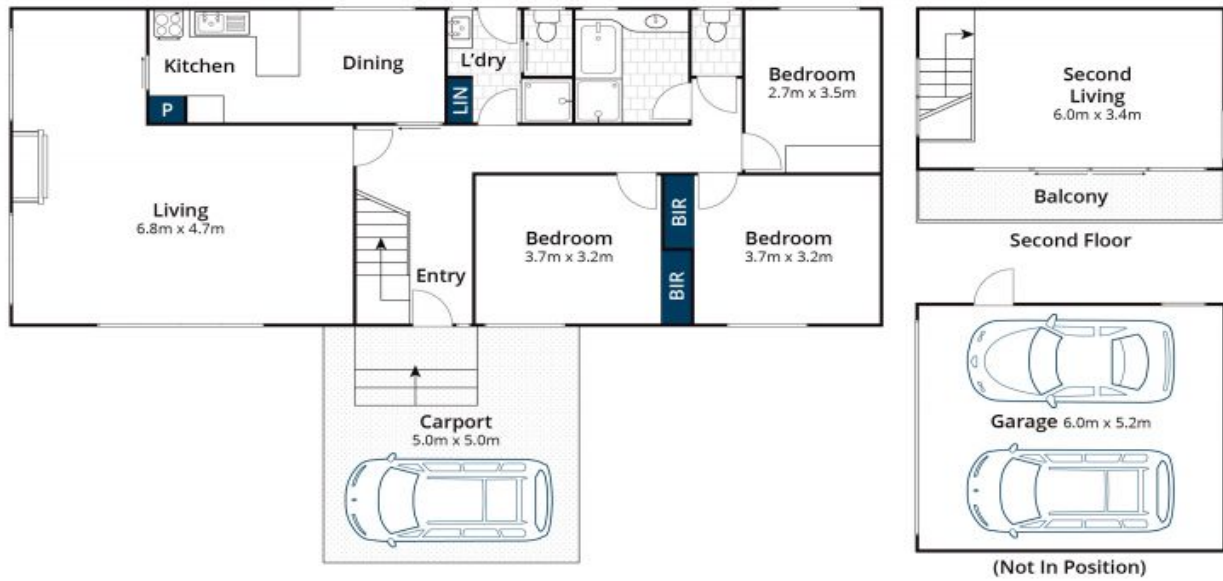 Kitchen
Dining
L'dry
P
LIN
Bedroom
2.7m x 3.5m
Living
6.8m x 4.7m
Entry
Bedroom
3.7m x 3.2m
BIR
BIR
Bedroom
3.7m x 3.2m
Carport
5.0m x 5.0m
Second
Living
6.0m x 3.4m
Balcony
Second Floor
Garage 6.0m x 5.2m
(Not In Position)